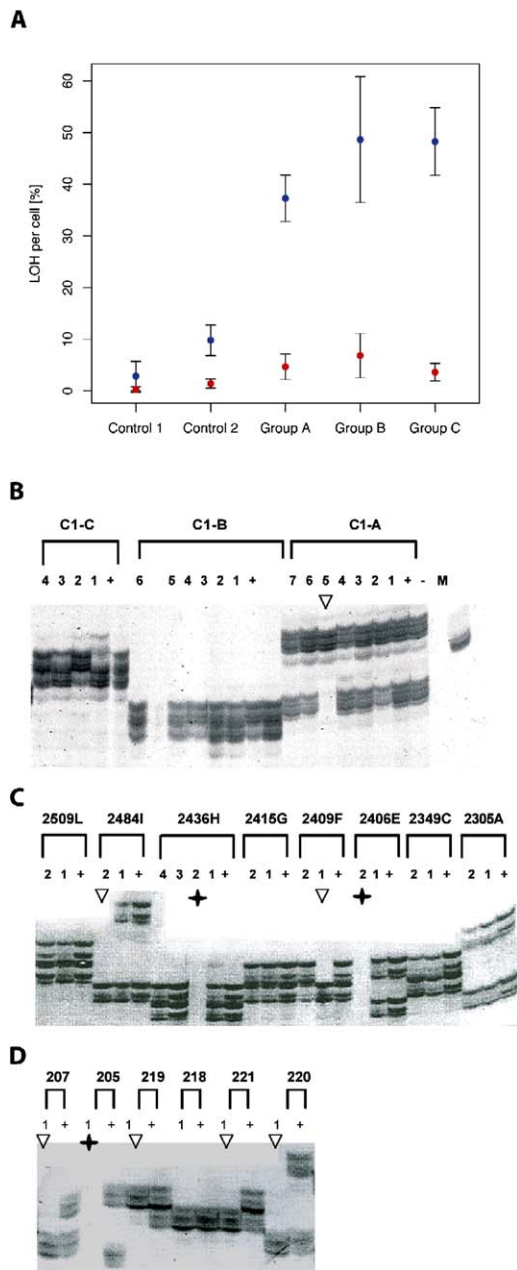 A
LOH per cell [%]
60
50
40
30
20
10
0
Control 1 Control 2 Group A Group B Group C
B
C1-C C1-B C1-A
4 3 2 1 + 6 5 4 3 2 1 + 7 6 5 4 3 2 1 + - M
C
2509L 2484I 2436H 2415G 2409F 2406E 2349C 2305A
2 1 + 2 1 + 4 3 2 1 + 2 1 + 2 1 + 2 1 + 2 1 + 2 1 +
D
207 205 219 218 221 220
1 + 1 + 1 + 1 + 1 + 1 +